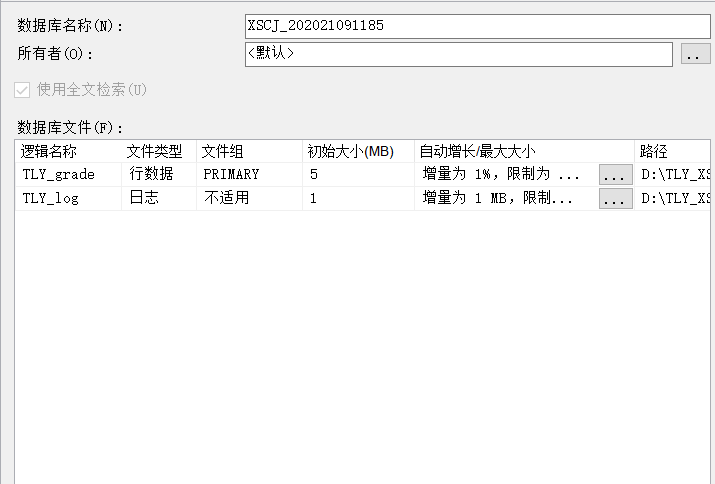 数据库名称(N): XSCJ_202021091185
所有者(O): <默认> ..
使用全文检索(U)
数据库文件(F):
逻辑名称 文件类型 文件组 初始大小(MB) 自动增长/最大大小 路径
TLY_grade 行数据 PRIMARY 5 增量为 1%，限制为 ... ... D:\TLY_XS
TLY_log 日志 不适用 1 增量为 1 MB，限制... ... D:\TLY_XS